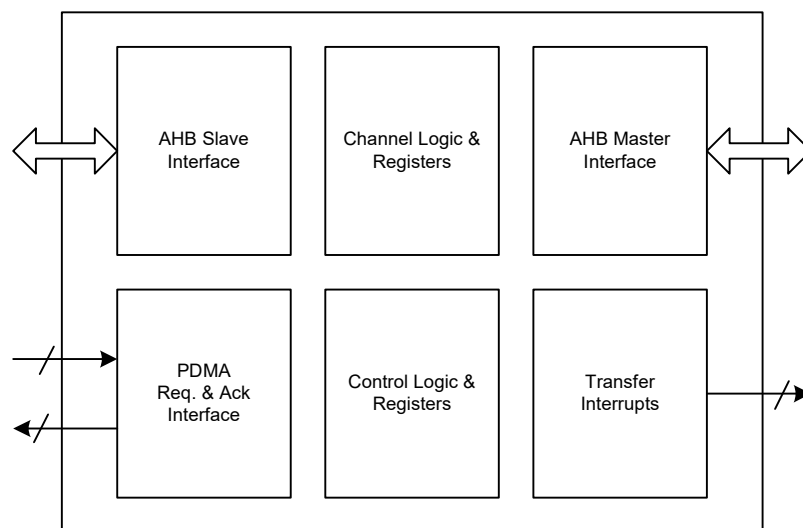 AHB Slave
Interface
Channel Logic &
Registers
AHB Master
Interface
PDMA
Req. & Ack
Interface
Control Logic &
Registers
Transfer
Interrupts